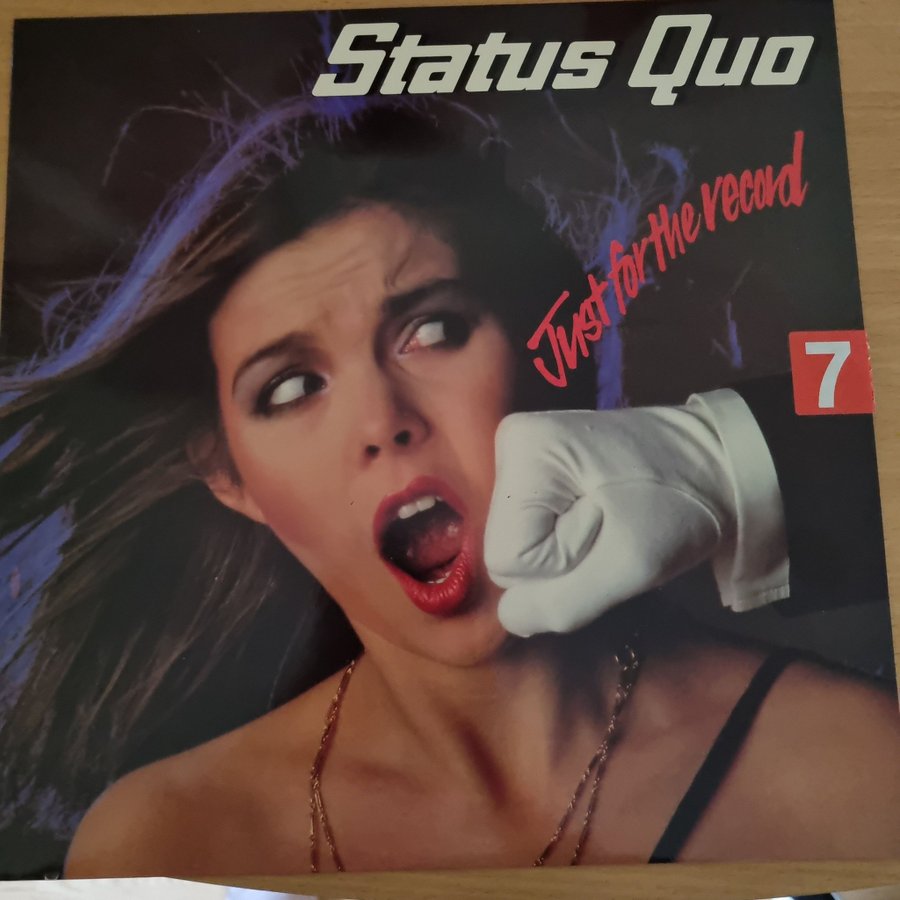 Status Quo
Just for the record
7